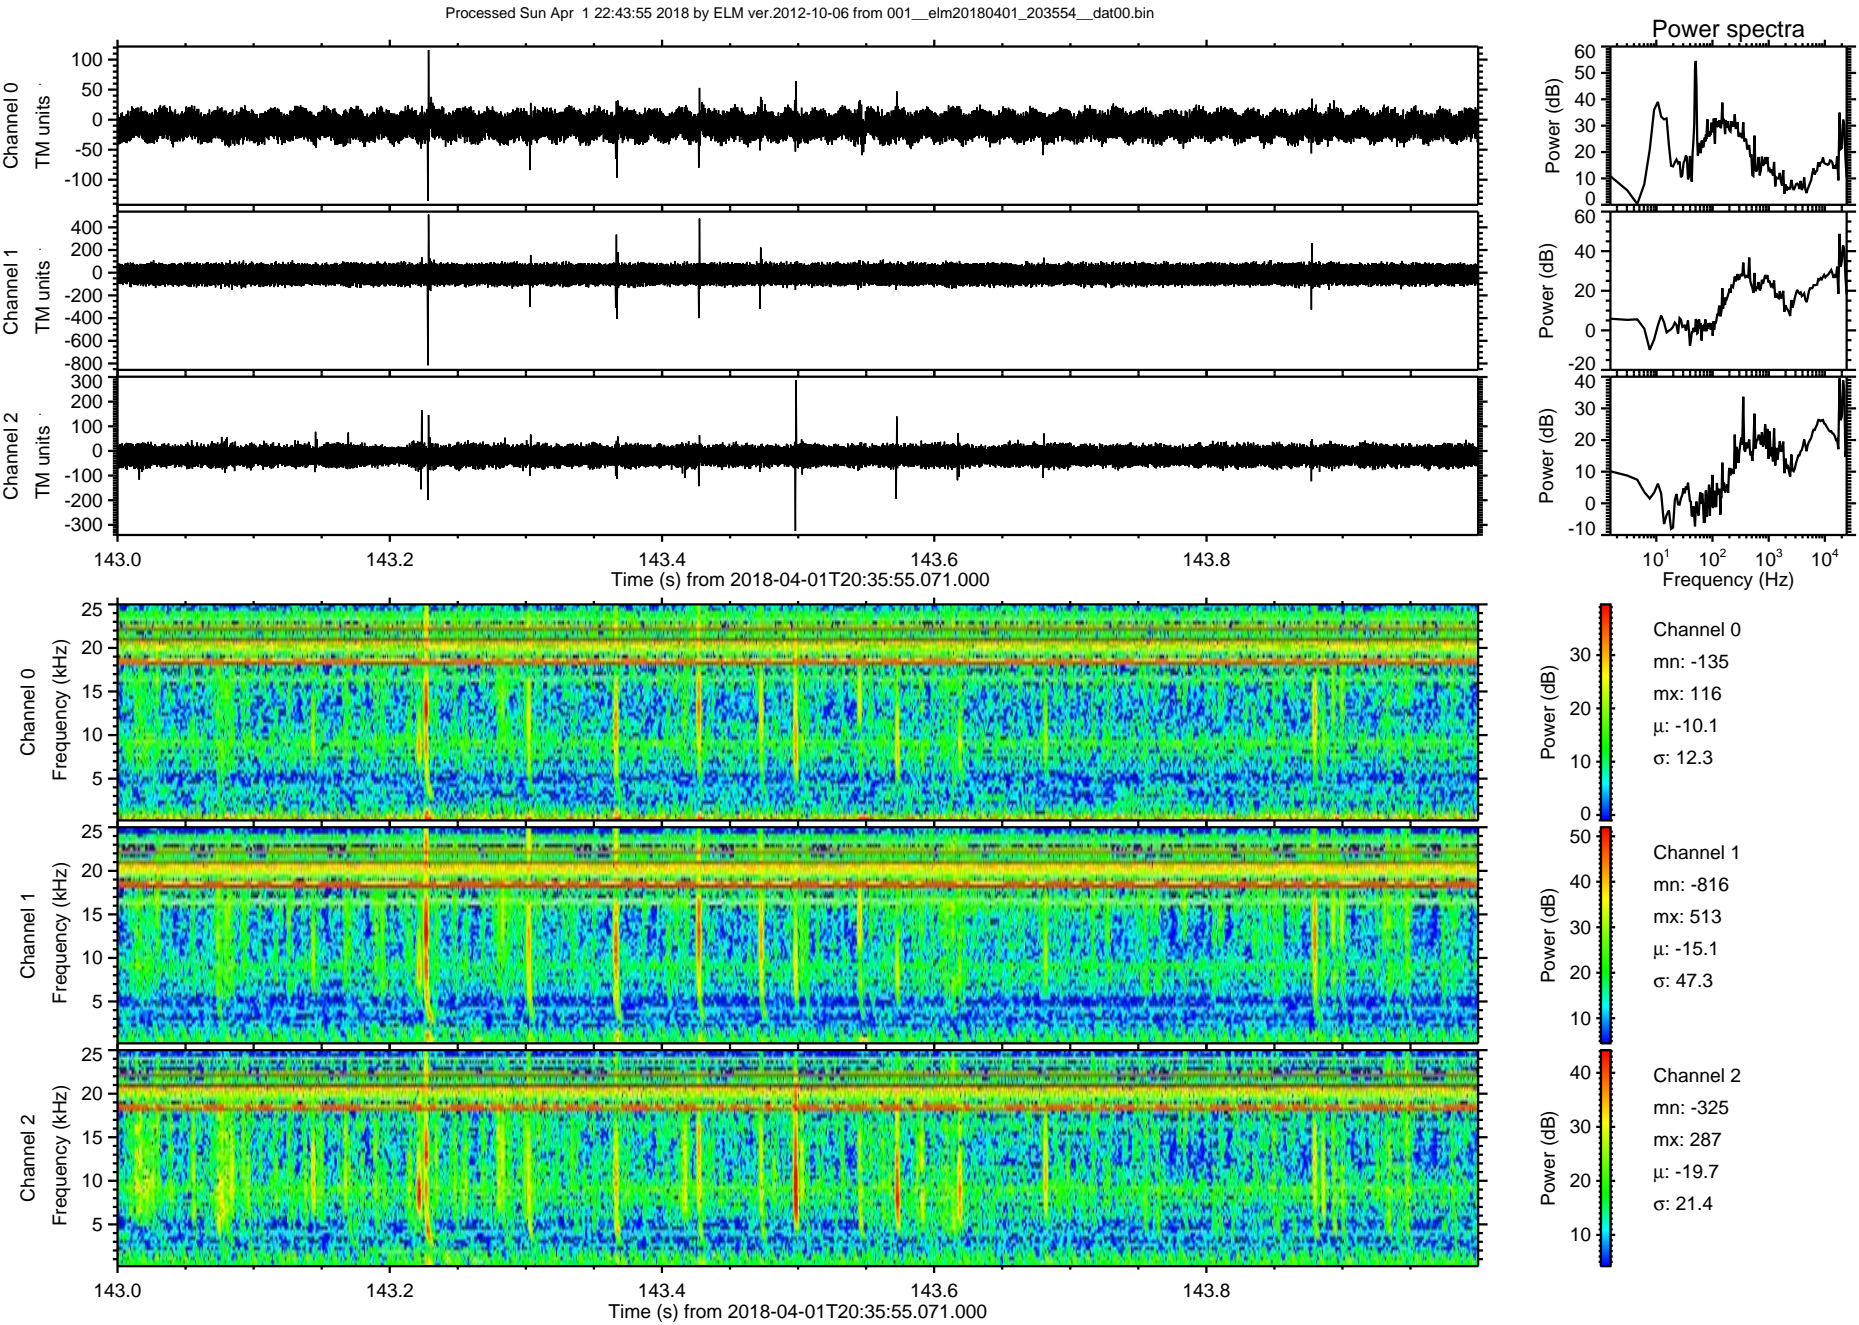 Processed Sun Apr  1 22:43:55 2018 by ELM ver.2012-10-06 from 001__elm20180401_203554__dat00.bin
Power spectra
Channel 0
TM units
100
50
0
-50
-100
Power (dB)
60
50
40
30
20
10
0
Channel 1
TM units
400
200
0
-200
-400
-600
-800
Power (dB)
60
40
20
0
-20
Channel 2
TM units
300
200
100
0
-100
-200
-300
Power (dB)
40
30
20
10
0
-10
143.0 143.2 143.4 143.6 143.8
Time (s) from 2018-04-01T20:35:55.071.000
10¹ 10² 10³ 10⁴
Frequency (Hz)
Channel 0
Frequency (kHz)
25
20
15
10
5
Power (dB)
30
20
10
0
Channel 0
mn: -135
mx: 116
μ: -10.1
σ: 12.3
Channel 1
Frequency (kHz)
25
20
15
10
5
Power (dB)
50
40
30
20
10
Channel 1
mn: -816
mx: 513
μ: -15.1
σ: 47.3
Channel 2
Frequency (kHz)
25
20
15
10
5
Power (dB)
40
30
20
10
Channel 2
mn: -325
mx: 287
μ: -19.7
σ: 21.4
143.0 143.2 143.4 143.6 143.8
Time (s) from 2018-04-01T20:35:55.071.000